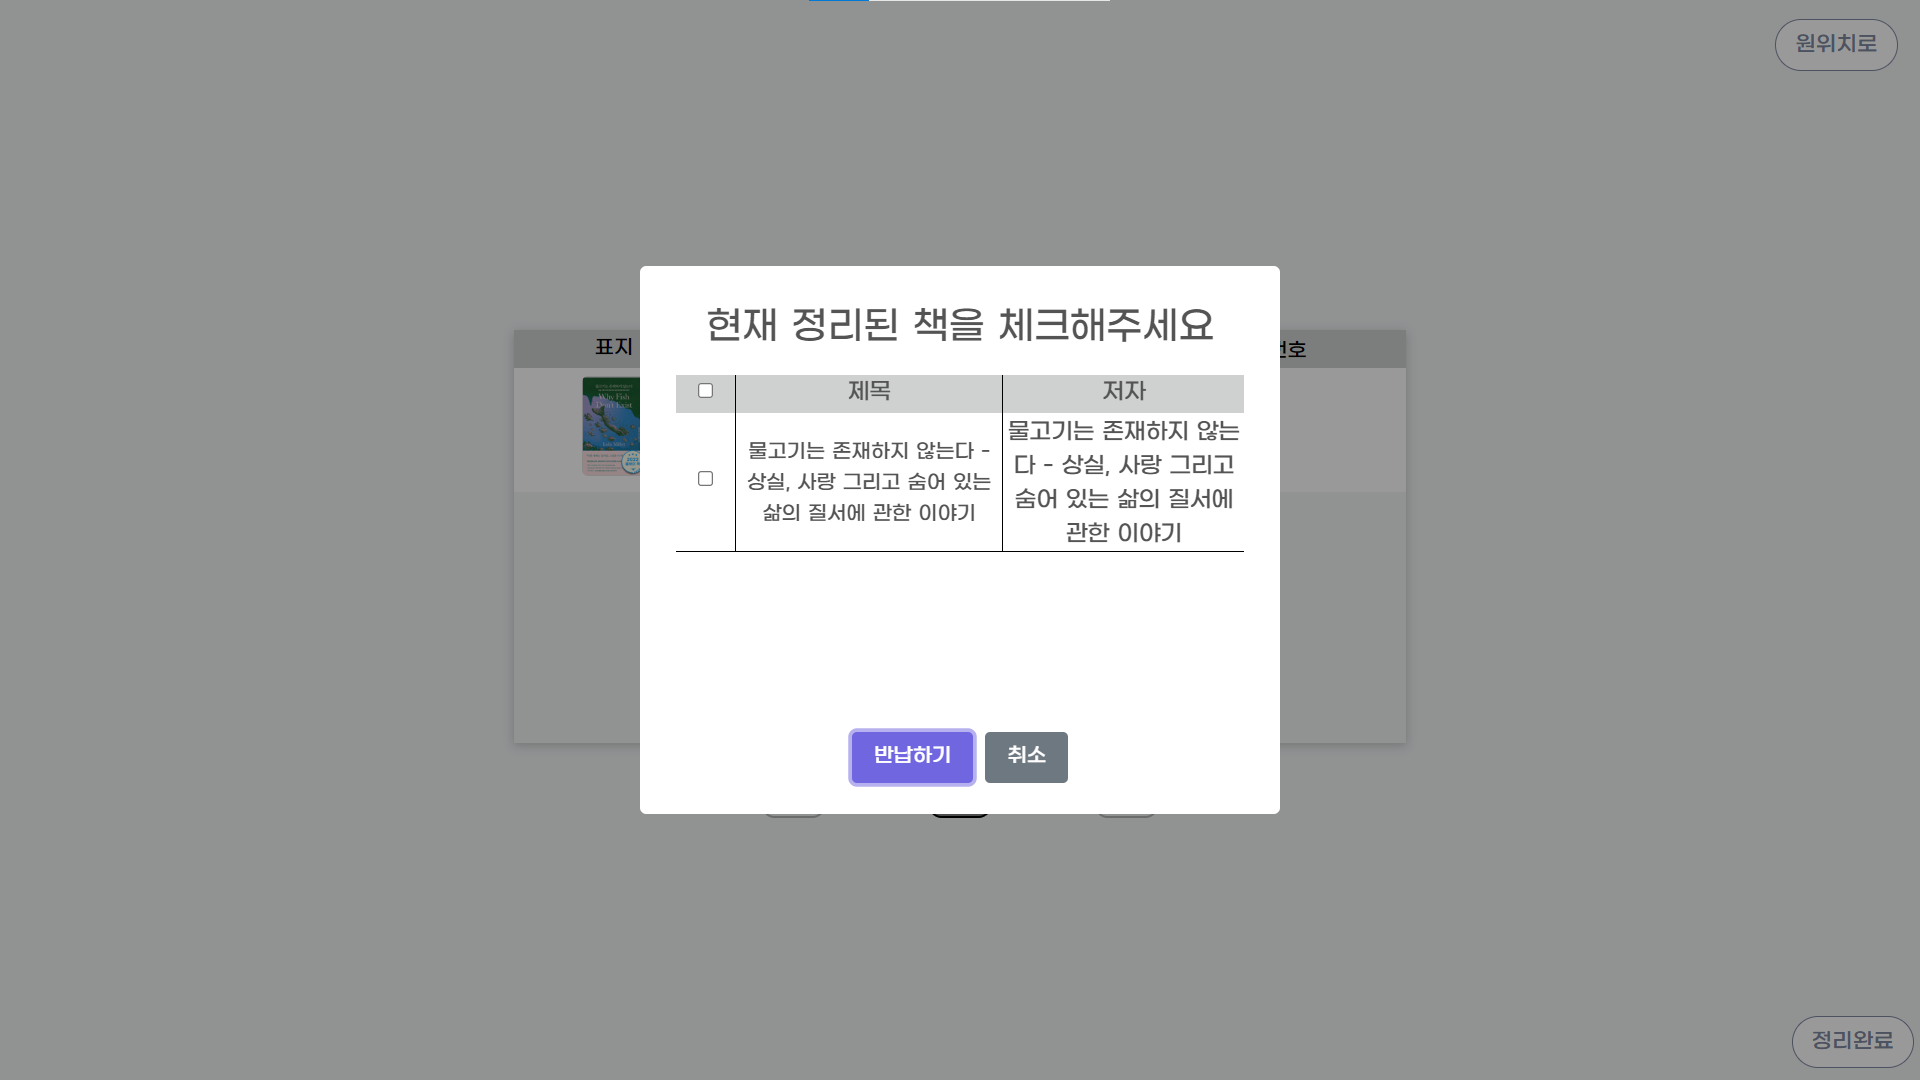 원위치로
현재 정리된 책을 체크해주세요
표지
번호
제목
저자
Why Fish
Don't Exist
물고기는 존재하지 않는다 -
상실, 사랑 그리고 숨어 있는
삶의 질서에 관한 이야기
물고기는 존재하지 않는
다 - 상실, 사랑 그리고
숨어 있는 삶의 질서에
관한 이야기
반납하기
취소
정리완료